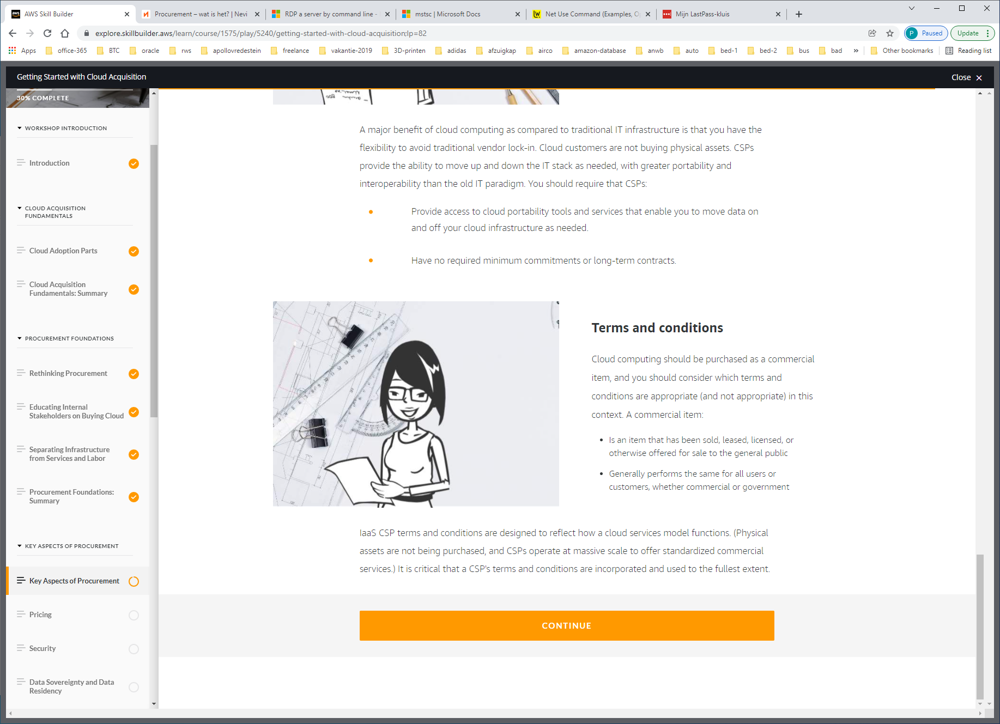 AWS Skill Builder
Procurement – wat is het? | Nevi
RDP a server by command line -
mstsc | Microsoft Docs
Net Use Command (Examples, O
Mijn LastPass-kluis
explore.skillbuilder.aws/learn/course/1575/play/5240/getting-started-with-cloud-acquisition;lp=82
P Paused
Update
Apps
office-365
BTC
oracle
rws
apollovredestein
freelance
vakantie-2019
3D-printen
adidas
afzuigkap
airco
amazon-database
anwb
auto
bed-1
bed-2
bus
bad
»
Other bookmarks
Reading list
Getting Started with Cloud Acquisition
Close
30% COMPLETE
WORKSHOP INTRODUCTION
Introduction
CLOUD ACQUISITION
FUNDAMENTALS
Cloud Adoption Parts
Cloud Acquisition
Fundamentals: Summary
PROCUREMENT FOUNDATIONS
Rethinking Procurement
Educating Internal
Stakeholders on Buying Cloud
Separating Infrastructure
from Services and Labor
Procurement Foundations:
Summary
KEY ASPECTS OF PROCUREMENT
Key Aspects of Procurement
Pricing
Security
Data Sovereignty and Data
Residency
A major benefit of cloud computing as compared to traditional IT infrastructure is that you have the
flexibility to avoid traditional vendor lock-in. Cloud customers are not buying physical assets. CSPs
provide the ability to move up and down the IT stack as needed, with greater portability and
interoperability than the old IT paradigm. You should require that CSPs:
Provide access to cloud portability tools and services that enable you to move data on
and off your cloud infrastructure as needed.
Have no required minimum commitments or long-term contracts.
Terms and conditions
Cloud computing should be purchased as a commercial
item, and you should consider which terms and
conditions are appropriate (and not appropriate) in this
context. A commercial item:
Is an item that has been sold, leased, licensed, or
otherwise offered for sale to the general public
Generally performs the same for all users or
customers, whether commercial or government
IaaS CSP terms and conditions are designed to reflect how a cloud services model functions. (Physical
assets are not being purchased, and CSPs operate at massive scale to offer standardized commercial
services.) It is critical that a CSP's terms and conditions are incorporated and used to the fullest extent.
CONTINUE